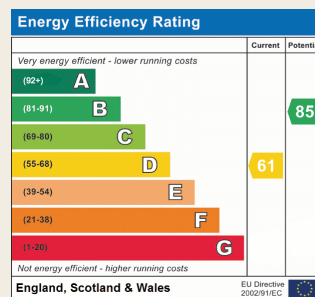 Energy Efficiency Rating
Current Potenti
Very energy efficient - lower running costs
(92+) A
(81-91) B
85
(69-80) C
(55-68) D
61
(39-54) E
(21-38) F
(1-20) G
Not energy efficient - higher running costs
England, Scotland & Wales
EU Directive
2002/91/EC